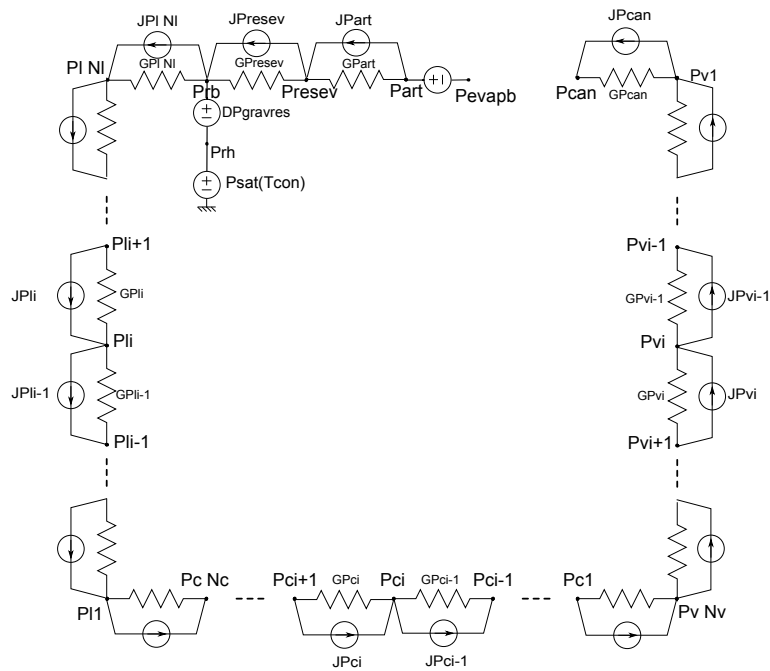 JPl Nl
JPresev
JPart
JPcan
Pl Nl
GPl Nl
GPresev
GPart
Prb
Presev
Part
Pevapb
Pcan
GPcan
Pv1
DPgravres
Prh
Psat(Tcon)
Pli+1
Pvi-1
JPli
GPli
GPvi-1
JPvi-1
Pli
Pvi
JPli-1
GPli-1
GPvi
JPvi
Pli-1
Pvi+1
Pc Nc
Pci+1
GPci
Pci
GPci-1
Pci-1
Pc1
Pl1
Pv Nv
JPci
JPci-1